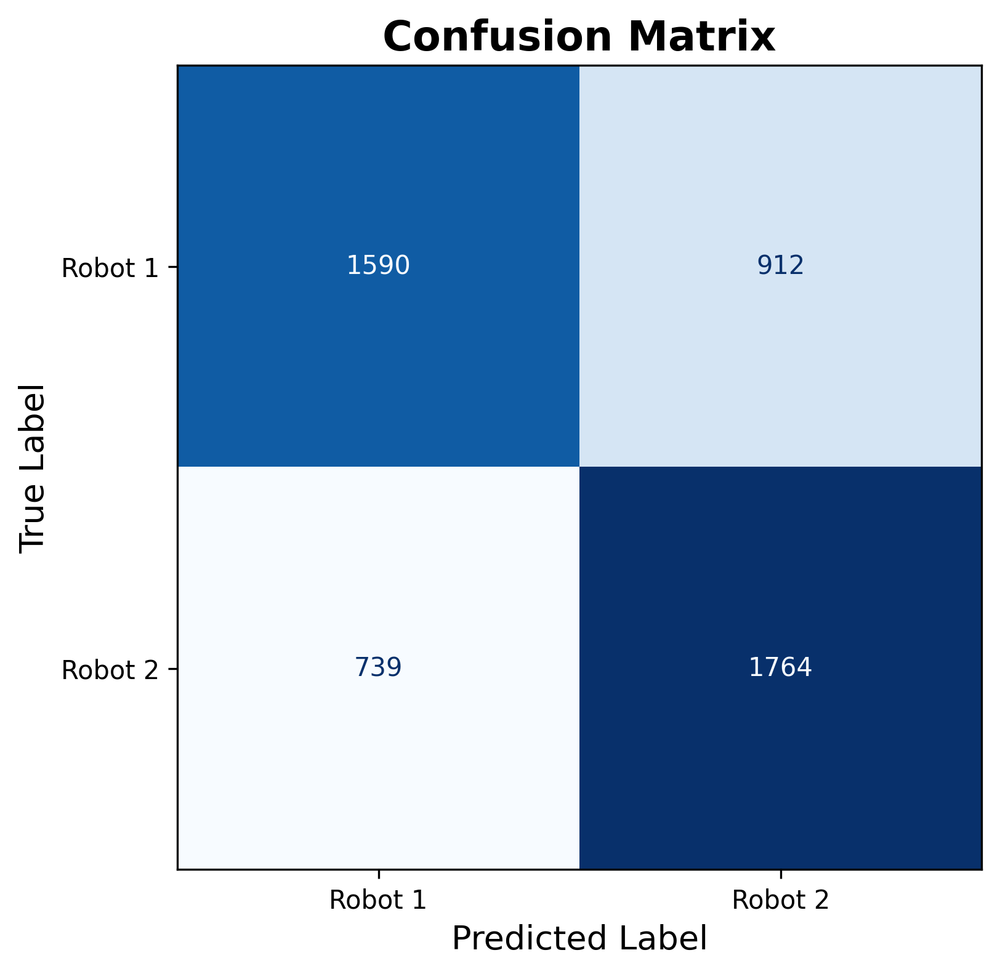 Confusion Matrix
True Label
Robot 1
1590
912
Robot 2
739
1764
Robot 1
Robot 2
Predicted Label